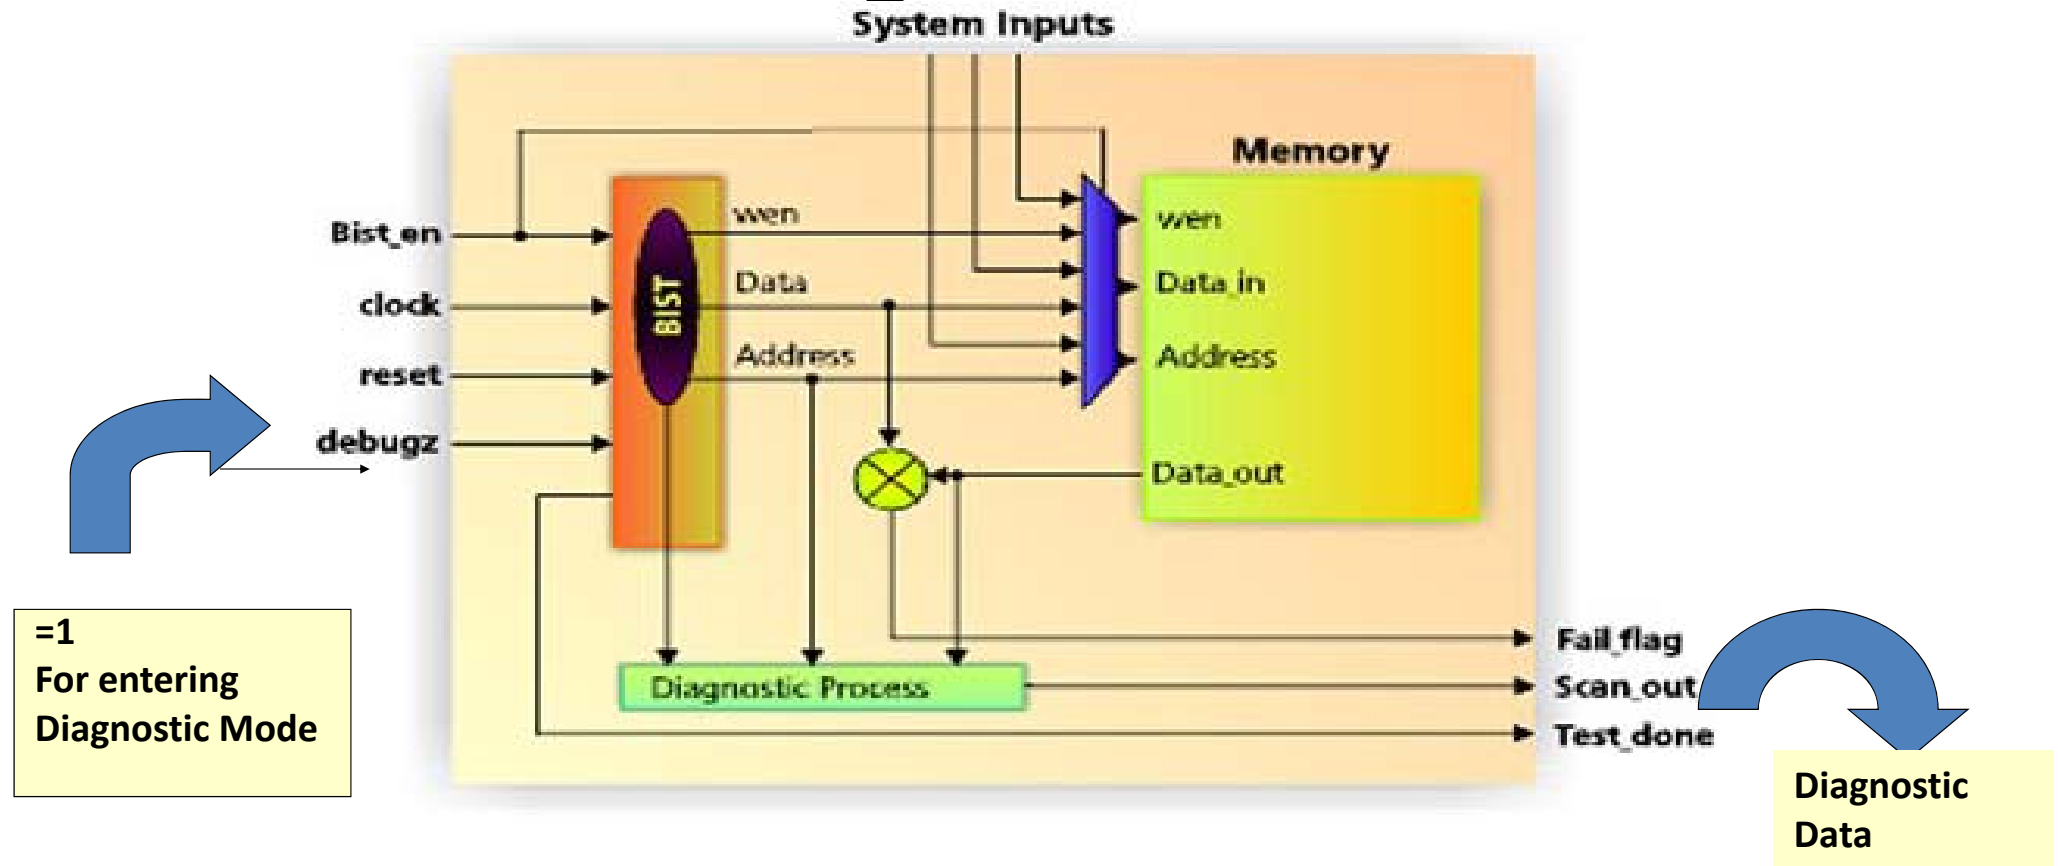 System Inputs
Memory
Bist_en
clock
reset
debugz
BIST
wen
Data
Address
wen
Data_in
Address
Data_out
Diagnostic Process
Fail_flag
Scan_out
Test_done
=1
For entering
Diagnostic Mode
Diagnostic
Data